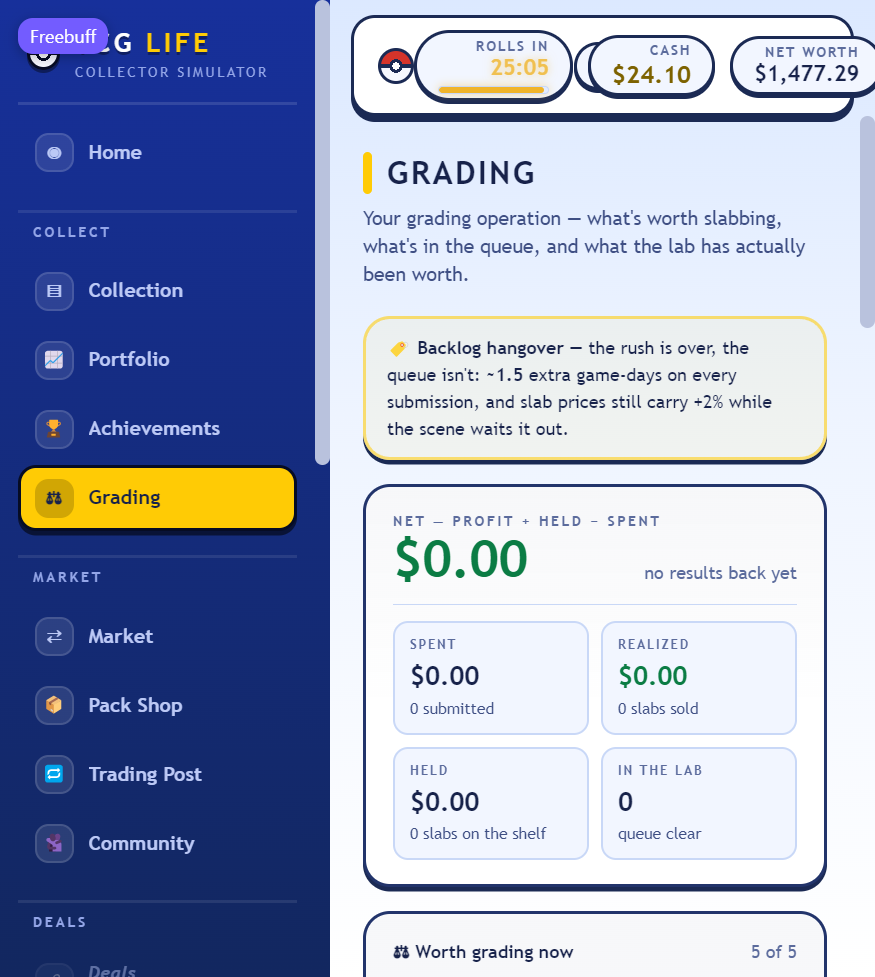 Freebuff
CG LIFE
COLLECTOR SIMULATOR
Home
COLLECT
Collection
Portfolio
Achievements
Grading
MARKET
Market
Pack Shop
Trading Post
Community
DEALS
Deals
ROLLS IN
25:05
CASH
$24.10
NET WORTH
$1,477.29
GRADING
Your grading operation — what's worth slabbing,
what's in the queue, and what the lab has actually
been worth.
Backlog hangover — the rush is over, the
queue isn't: ~1.5 extra game-days on every
submission, and slab prices still carry +2% while
the scene waits it out.
NET — PROFIT + HELD − SPENT
$0.00
no results back yet
SPENT
$0.00
0 submitted
REALIZED
$0.00
0 slabs sold
HELD
$0.00
0 slabs on the shelf
IN THE LAB
0
queue clear
Worth grading now
5 of 5